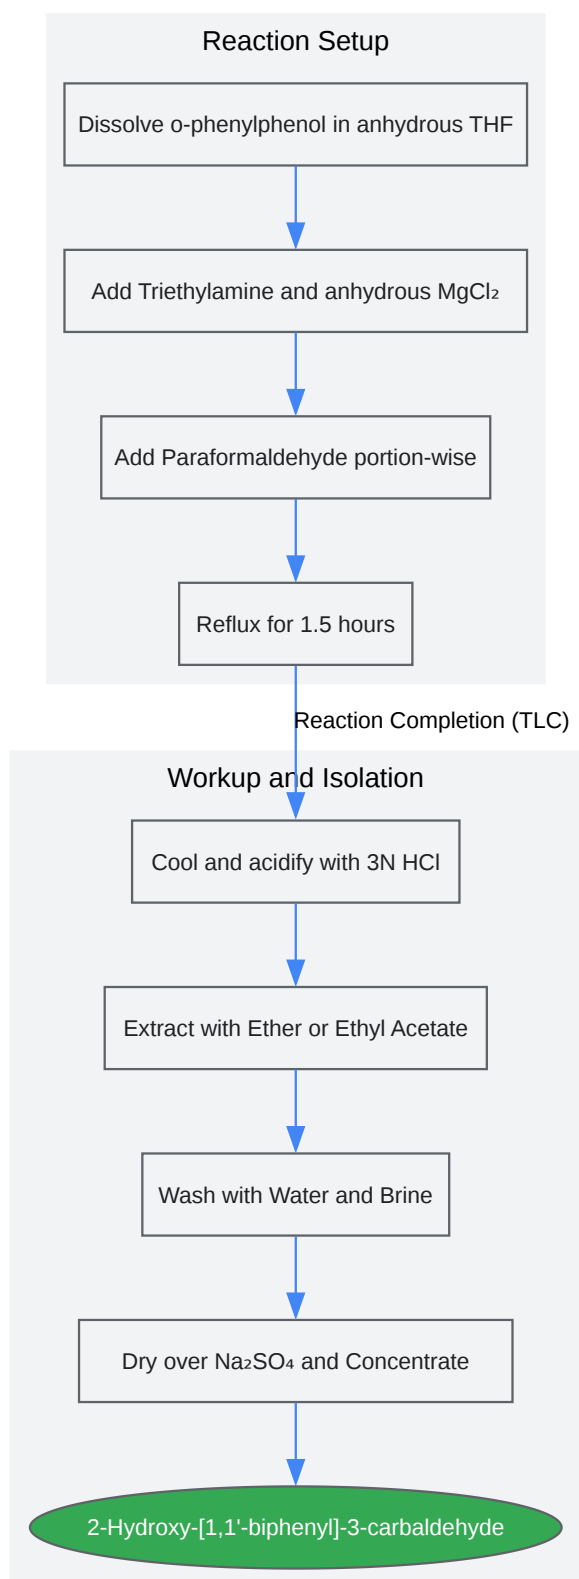 Reaction Setup
Dissolve o-phenylphenol in anhydrous THF
Add Triethylamine and anhydrous MgCl₂
Add Paraformaldehyde portion-wise
Reflux for 1.5 hours
Reaction Completion (TLC)
Workup and Isolation
Cool and acidify with 3N HCl
Extract with Ether or Ethyl Acetate
Wash with Water and Brine
Dry over Na₂SO₄ and Concentrate
2-Hydroxy-[1,1'-biphenyl]-3-carbaldehyde